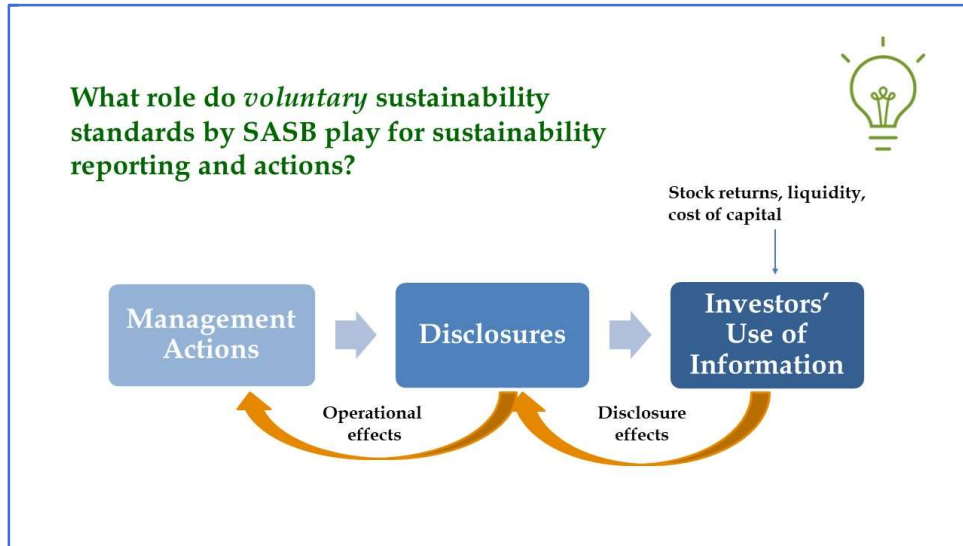 What role do voluntary sustainability
standards by SASB play for sustainability
reporting and actions?
Stock returns, liquidity,
cost of capital
Management
Actions
Disclosures
Investors'
Use of
Information
Operational
effects
Disclosure
effects